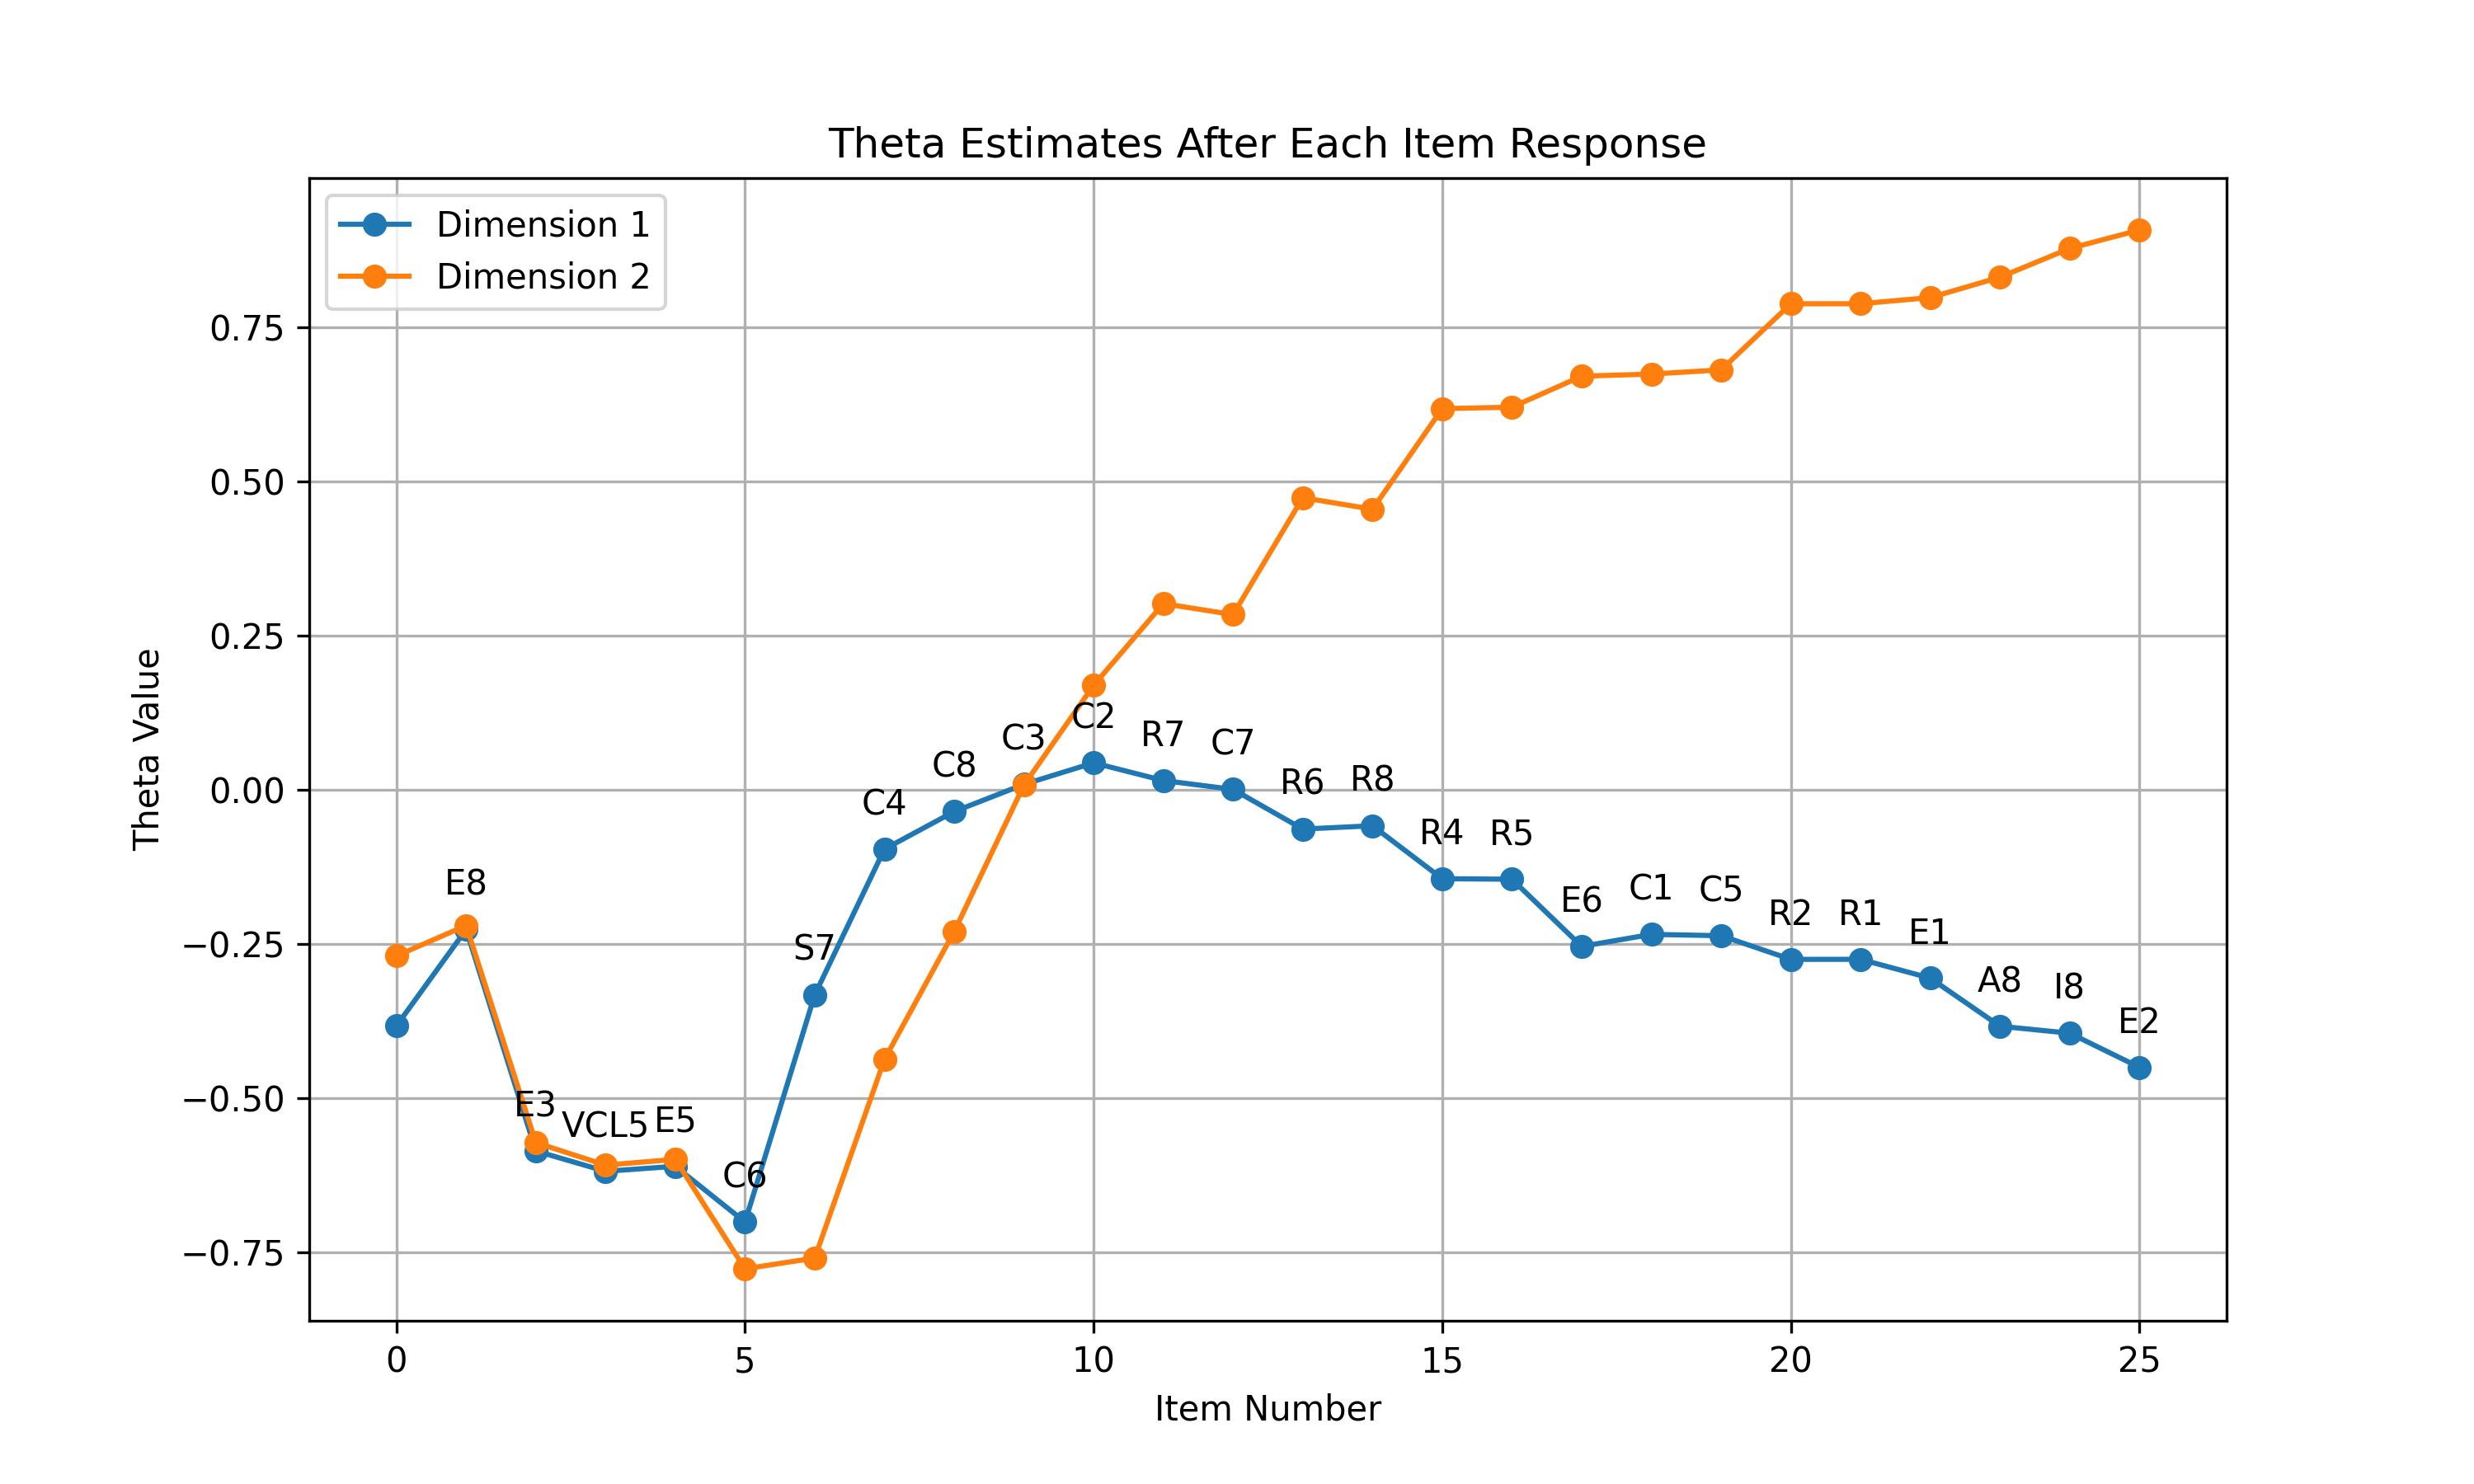 Theta Estimates After Each Item Response
Dimension 1
Dimension 2
Theta Value
0.75
0.50
0.25
0.00
−0.25
−0.50
−0.75
E8
E3
VCL5
E5
C6
S7
C4
C8
C3
C2
R7
C7
R6
R8
R4
R5
E6
C1
C5
R2
R1
E1
A8
I8
E2
0 5 10 15 20 25
Item Number